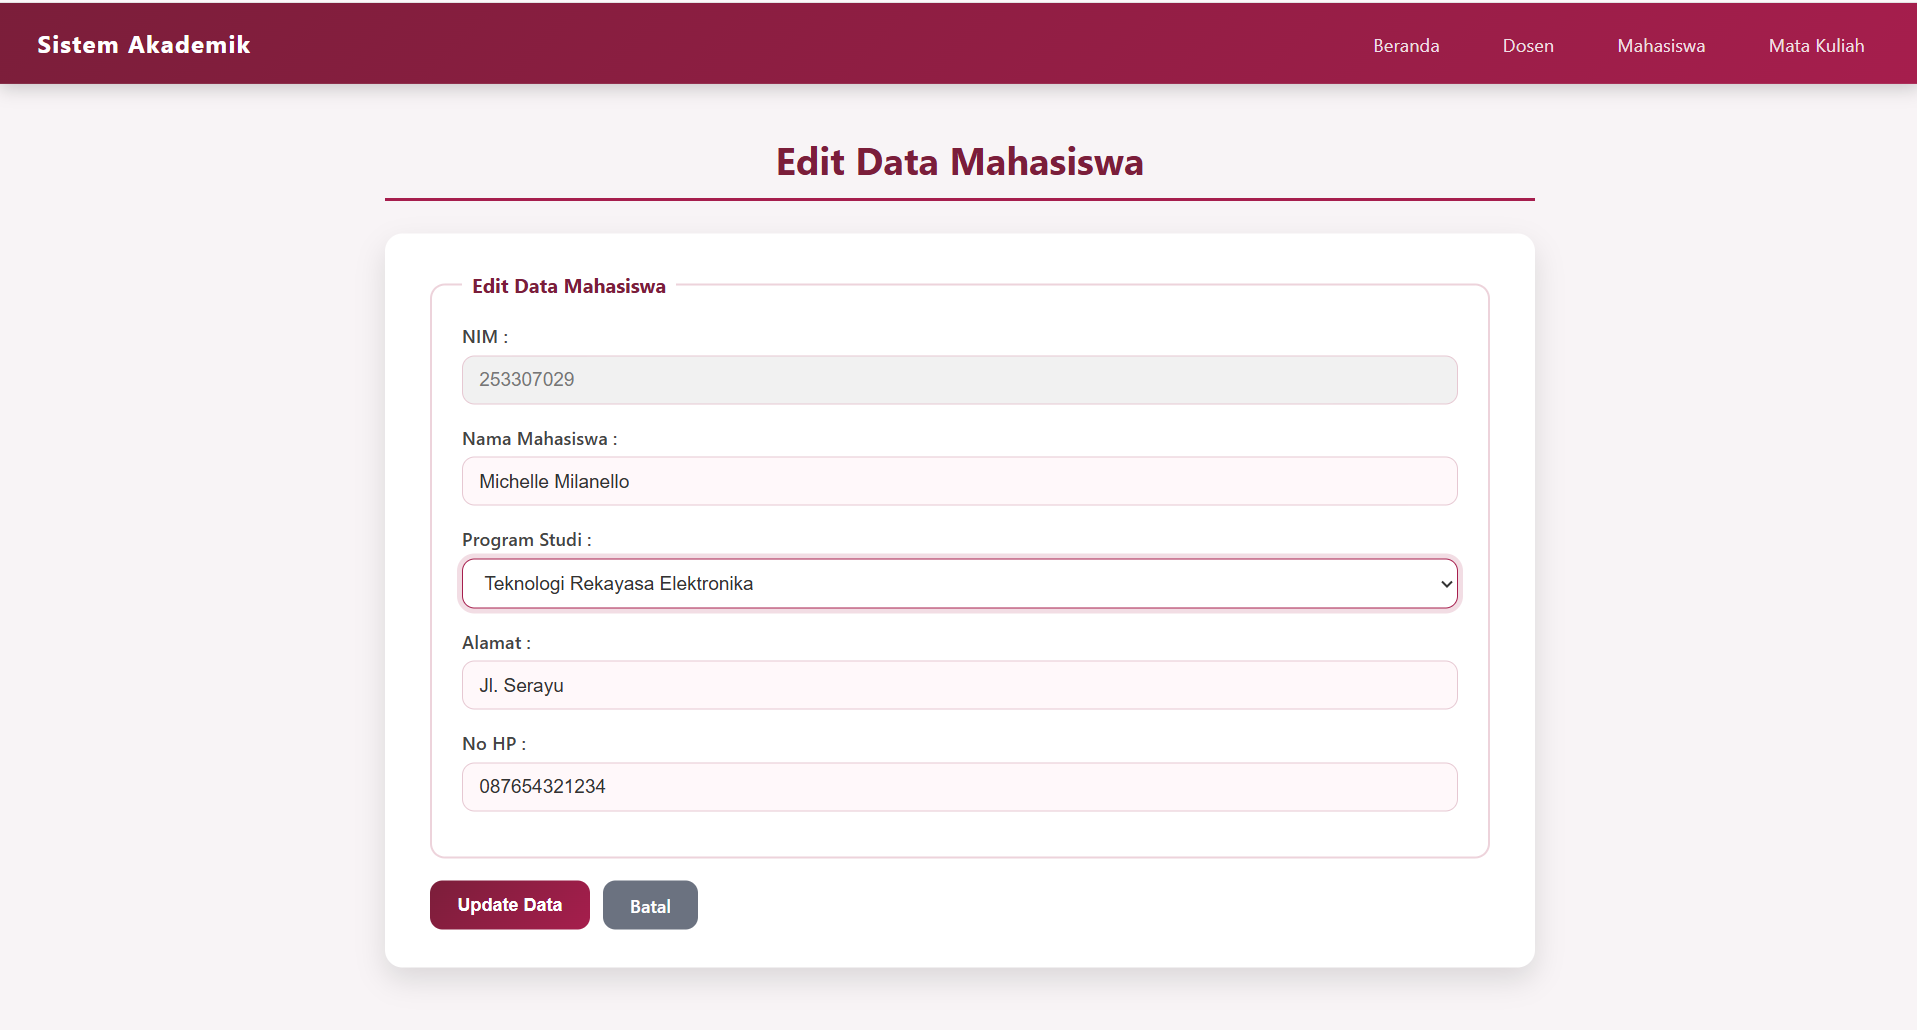 Sistem Akademik
Beranda Dosen Mahasiswa Mata Kuliah
Edit Data Mahasiswa
Edit Data Mahasiswa
NIM :
253307029
Nama Mahasiswa :
Michelle Milanello
Program Studi :
Teknologi Rekayasa Elektronika
Alamat :
Jl. Serayu
No HP :
087654321234
Update Data Batal